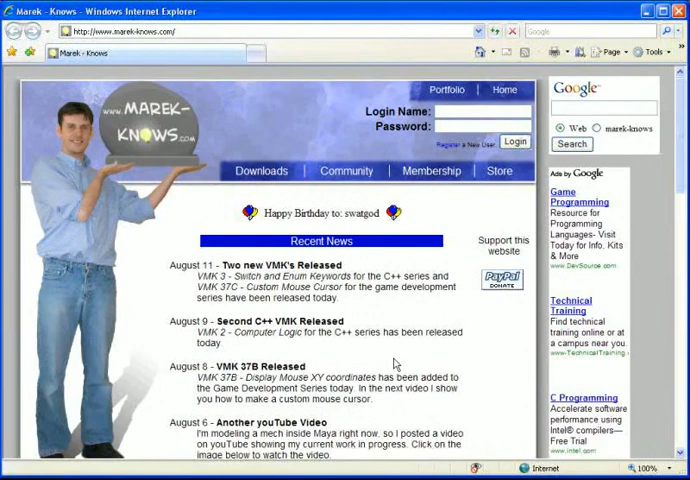 Marek - Knows - Windows Internet Explorer
http://www.marek-knows.com/
Google
Marek - Knows
Page
Tools
www.MAREK-
KNOWS.com
Portfolio | Home
Login Name:
Password:
Register a New User
Login
Downloads | Community | Membership | Store
Google
Web marek-knows
Search
Happy Birthday to: swatgod
Recent News
Support this
website
PayPal
DONATE
August 11 - Two new VMK's Released
VMK 3 - Switch and Enum Keywords for the C++ series and
VMK 37C - Custom Mouse Cursor for the game development
series have been released today.
August 9 - Second C++ VMK Released
VMK 2 - Computer Logic for the C++ series has been released
today.
August 8 - VMK 37B Released
VMK 37B - Display Mouse XY coordinates has been added to
the Game Development Series today. In the next video I show
you how to make a custom mouse cursor.
August 6 - Another youTube Video
I'm modeling a mech inside Maya right now, so I posted a video
on youTube showing my current work in progress. Click on the
image below to watch the video.
Ads by Google
Game
Programming
Resource for
Programming
Languages- Visit
Today for Info, Kits
& More
www.DevSource.com
Technical
Training
Find technical
training online or at
a campus near you.
www.TechnicalTraining.
C Programming
Accelerate software
performance using
Intel® compilers—
Free Trial
www.intel.com
Internet
100%